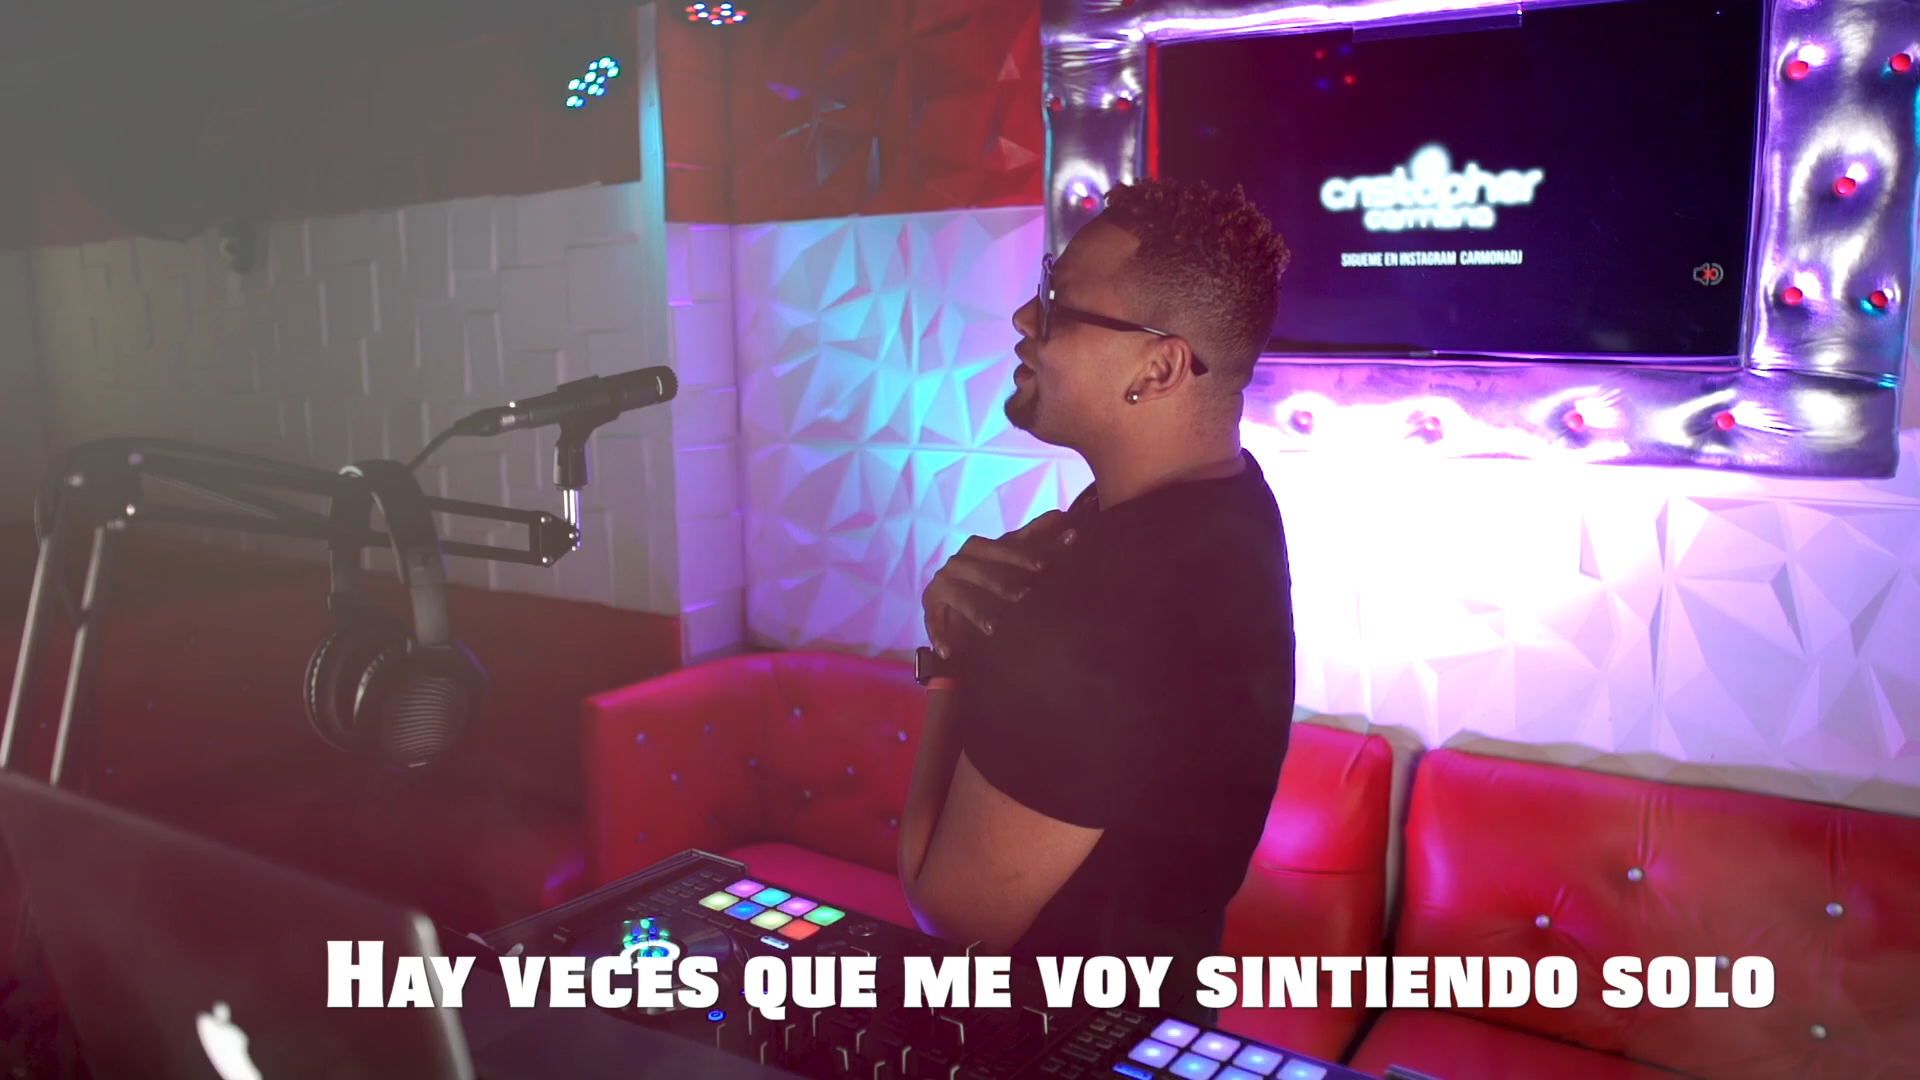 cristopher
carmona
SIGUEME EN INSTAGRAM CARMONADJ
HAY VECES QUE ME VOY SINTIENDO SOLO